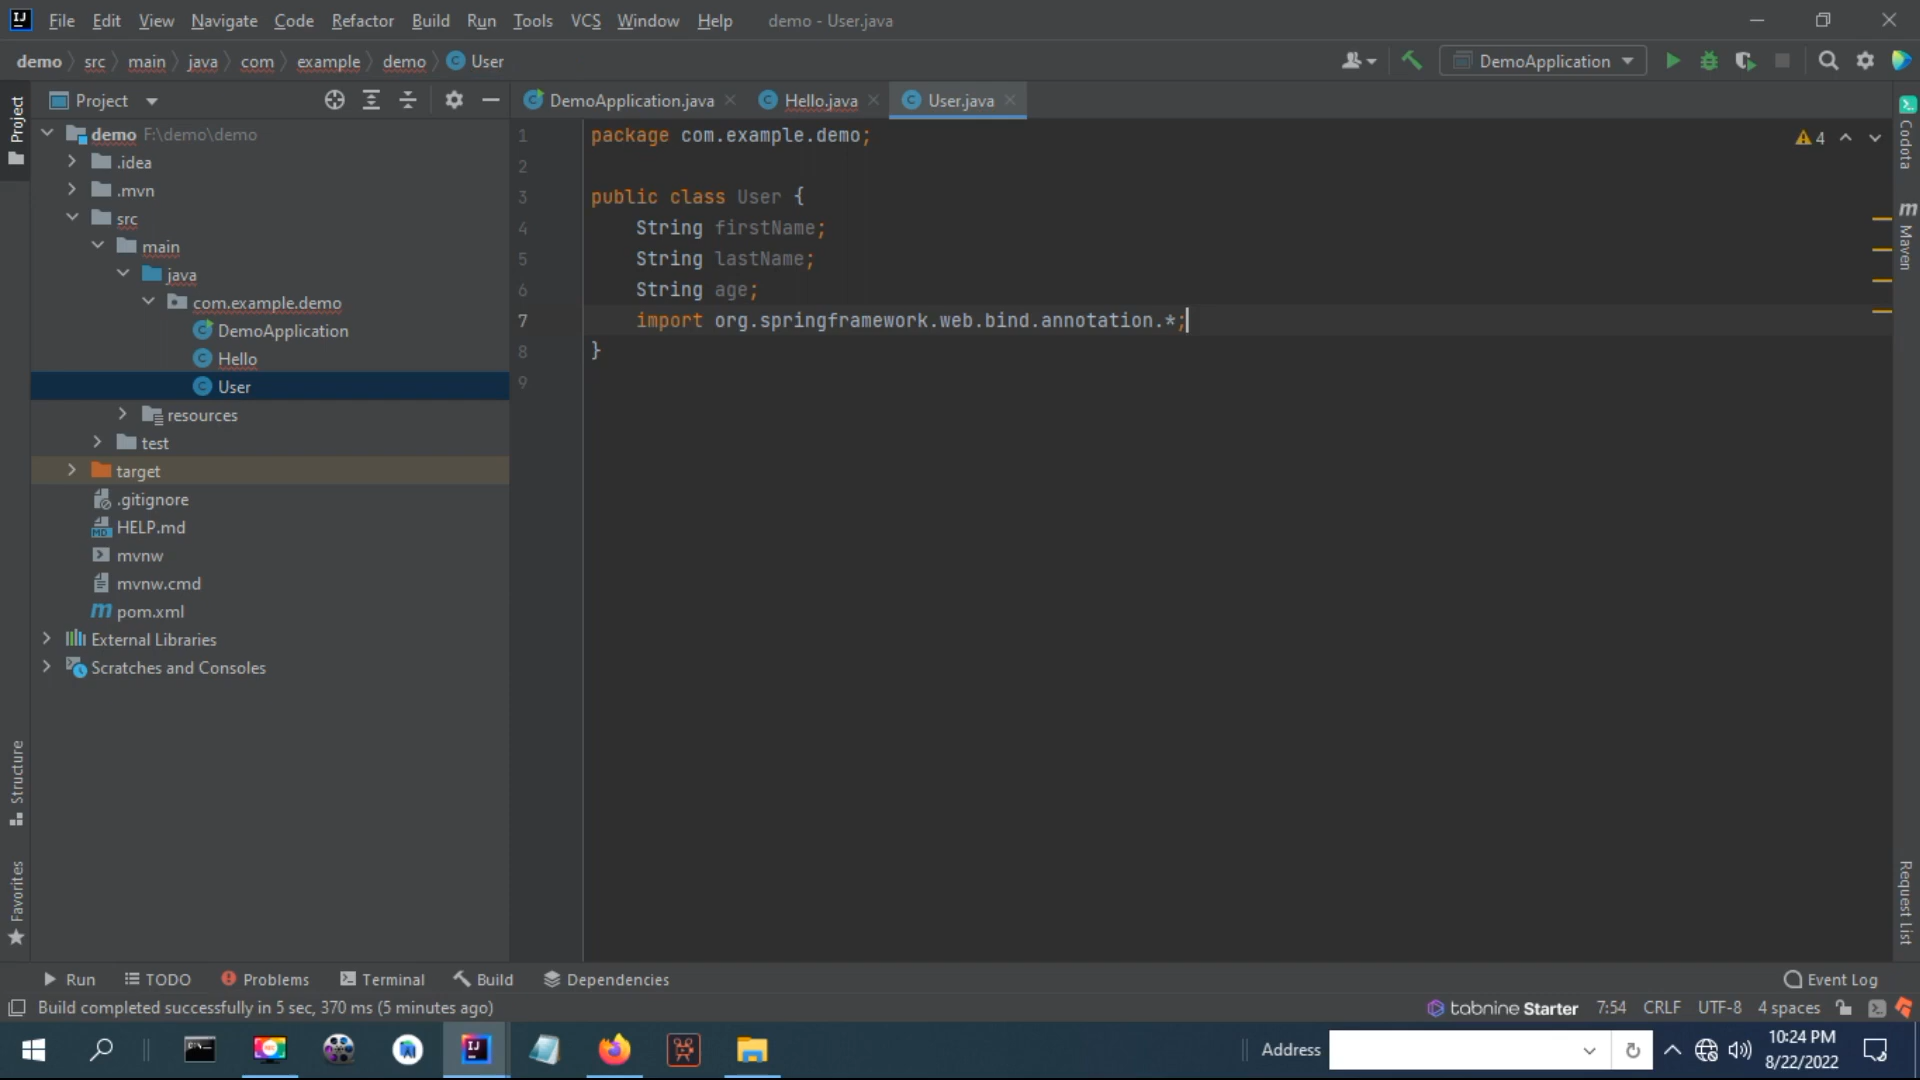 File Edit View Navigate Code Refactor Build Run Tools VCS Window Help demo - User.java
demo src main java com example demo User
DemoApplication
Project
DemoApplication.java Hello.java User.java
Project
Structure
Favorites
demo F:\demo\demo
.idea
.mvn
src
main
java
com.example.demo
DemoApplication
Hello
User
resources
test
target
.gitignore
HELP.md
mvnw
mvnw.cmd
pom.xml
External Libraries
Scratches and Consoles
1 package com.example.demo;
2
3 public class User {
4 String firstName;
5 String lastName;
6 String age;
7 import org.springframework.web.bind.annotation.*;
8 }
9
4
Codota
Maven
Request List
Run TODO Problems Terminal Build Dependencies Event Log
Build completed successfully in 5 sec, 370 ms (5 minutes ago) tabnine Starter 7:54 CRLF UTF-8 4 spaces
Address
10:24 PM
8/22/2022